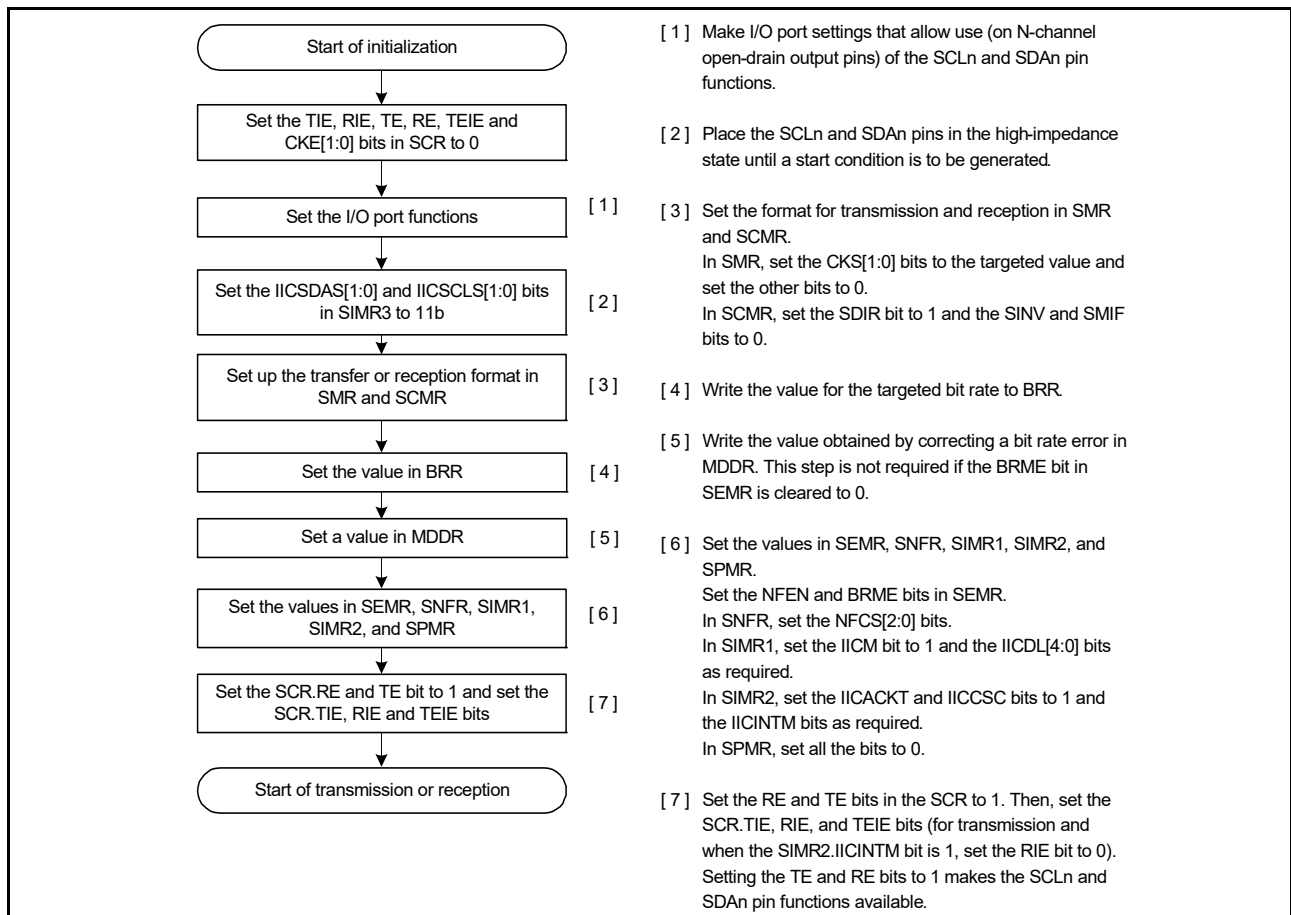 Start of initialization
Set the TIE, RIE, TE, RE, TEIE and
CKE[1:0] bits in SCR to 0
Set the I/O port functions
[ 1 ]
Set the IICSDAS[1:0] and IICSCLS[1:0] bits
in SIMR3 to 11b
[ 2 ]
Set up the transfer or reception format in
SMR and SCMR
[ 3 ]
Set the value in BRR
[ 4 ]
Set a value in MDDR
[ 5 ]
Set the values in SEMR, SNFR, SIMR1,
SIMR2, and SPMR
[ 6 ]
Set the SCR.RE and TE bit to 1 and set the
SCR.TIE, RIE and TEIE bits
[ 7 ]
Start of transmission or reception
[ 1 ] Make I/O port settings that allow use (on N-channel
open-drain output pins) of the SCLn and SDAn pin
functions.
[ 2 ] Place the SCLn and SDAn pins in the high-impedance
state until a start condition is to be generated.
[ 3 ] Set the format for transmission and reception in SMR
and SCMR.
In SMR, set the CKS[1:0] bits to the targeted value and
set the other bits to 0.
In SCMR, set the SDIR bit to 1 and the SINV and SMIF
bits to 0.
[ 4 ] Write the value for the targeted bit rate to BRR.
[ 5 ] Write the value obtained by correcting a bit rate error in
MDDR. This step is not required if the BRME bit in
SEMR is cleared to 0.
[ 6 ] Set the values in SEMR, SNFR, SIMR1, SIMR2, and
SPMR.
Set the NFEN and BRME bits in SEMR.
In SNFR, set the NFCS[2:0] bits.
In SIMR1, set the IICM bit to 1 and the IICDL[4:0] bits
as required.
In SIMR2, set the IICACKT and IICCSC bits to 1 and
the IICINTM bits as required.
In SPMR, set all the bits to 0.
[ 7 ] Set the RE and TE bits in the SCR to 1. Then, set the
SCR.TIE, RIE, and TEIE bits (for transmission and
when the SIMR2.IICINTM bit is 1, set the RIE bit to 0).
Setting the TE and RE bits to 1 makes the SCLn and
SDAn pin functions available.